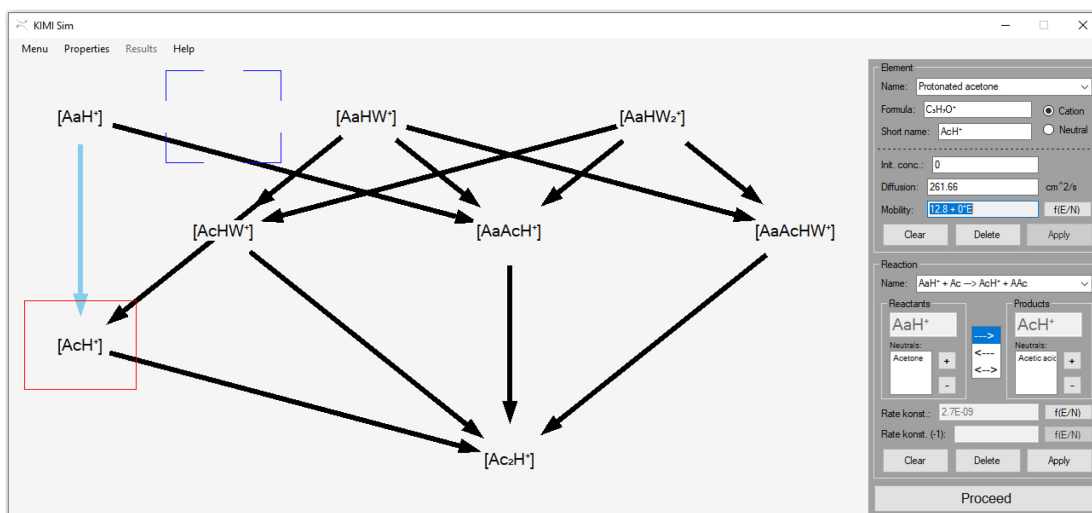 KIMI Sim
Menu Properties Results Help
[AaH⁺] [AaHW⁺] [AaHW₂⁺]
[AcHW⁺] [AaAcH⁺] [AaAcHW⁺]
[AcH⁺]
[Ac₂H⁺]
Element
Name: Protonated acetone
Formula: C₃H₇O⁺ Cation
Short name: AcH⁺ Neutral
Init. conc.: 0
Diffusion: 261.66 cm^2/s
Mobility: 12.8 + 0*E f(E/N)
Clear Delete Apply
Reaction
Name: AaH⁺ + Ac ---> AcH⁺ + AAc
Reactants Products
AaH⁺ ---> AcH⁺
Neutrals: <--- Neutrals:
Acetone + <--> Acetic acid +
- -
Rate konst.: 2.7E-09 f(E/N)
Rate konst. (-1): f(E/N)
Clear Delete Apply
Proceed